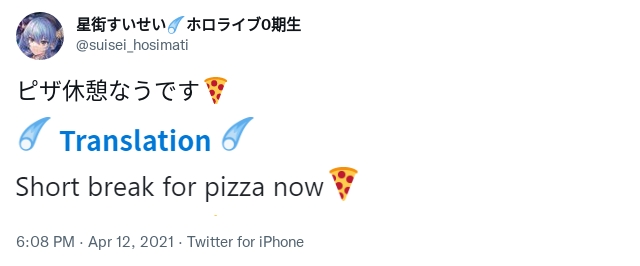 星街すいせい☄️ホロライブ0期生
@suisei_hosimati
ピザ休憩なうです🍕
☄️ Translation ☄️
Short break for pizza now🍕
6:08 PM · Apr 12, 2021 · Twitter for iPhone